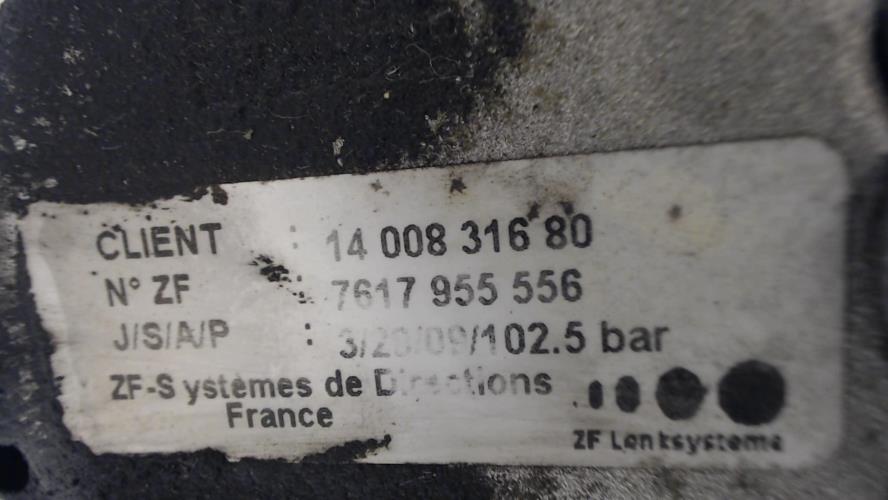 CLIENT : 14 008 316 80
N° ZF : 7617 955 556
J/S/A/P : 3/20/09/102.5 bar
ZF-Systèmes de Directions
France
ZF Lenksysteme